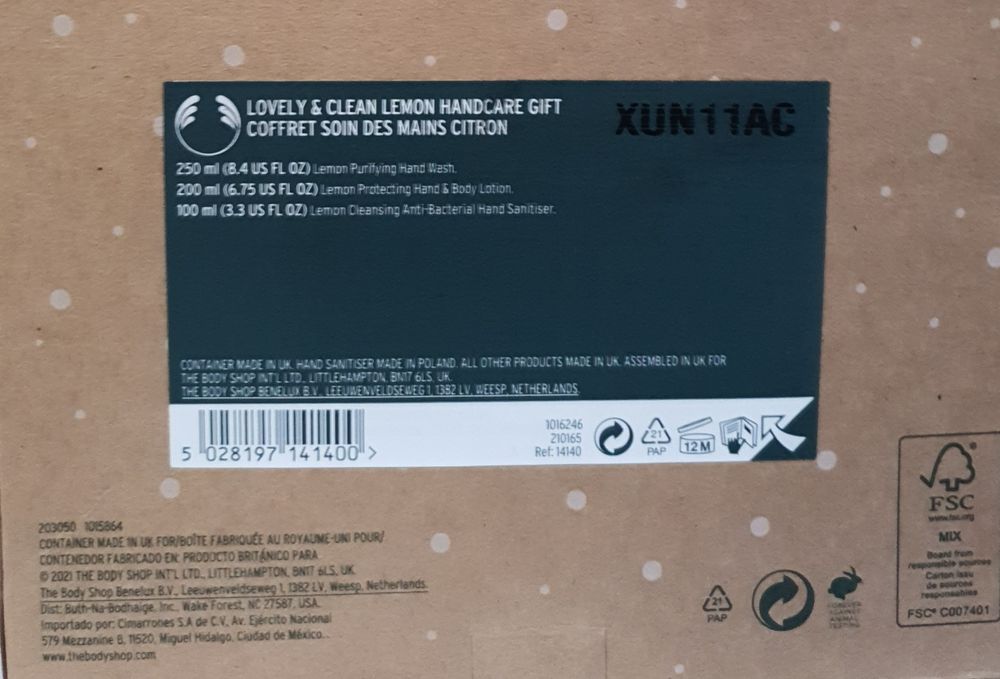 LOVELY & CLEAN LEMON HANDCARE GIFT
COFFRET SOIN DES MAINS CITRON
XUN11AC
250 ml (8.4 US FL OZ) Lemon Purifying Hand Wash.
200 ml (6.75 US FL OZ) Lemon Protecting Hand & Body Lotion.
100 ml (3.3 US FL OZ) Lemon Cleansing Anti-Bacterial Hand Sanitiser.
CONTAINER MADE IN UK. HAND SANITISER MADE IN POLAND. ALL OTHER PRODUCTS MADE IN UK. ASSEMBLED IN UK FOR
THE BODY SHOP INT'L LTD., LITTLEHAMPTON, BN17 6LS, UK.
THE BODY SHOP BENELUX B.V., LEEUWENVELDSEWEG 1, 1382 LV, WEESP, NETHERLANDS.
5 028197 141400 >
1016246
210165
Ref: 14140
21
PAP
12 M
203050 1015864
CONTAINER MADE IN UK FOR/BOÎTE FABRIQUÉE AU ROYAUME-UNI POUR/
CONTENEDOR FABRICADO EN: PRODUCTO BRITÁNICO PARA
© 2021 THE BODY SHOP INT'L LTD., LITTLEHAMPTON, BN17 6LS, UK.
The Body Shop Benelux B.V., Leeuwenveldseweg 1, 1382 LV, Weesp, Netherlands.
Dist: Buth-Na-Bodhaige, Inc., Wake Forest, NC 27587, USA.
Importado por: Cimarrones S.A de C.V, Av. Ejército Nacional
579 Mezzanine B, 11520, Miguel Hidalgo, Ciudad de México.
www.thebodyshop.com
21
PAP
FOREVER
AGAINST
ANIMAL
TESTING
FSC®
www.fsc.org
MIX
Board from
responsible sources
Carton issu
de sources
responsables
FSC® C007401